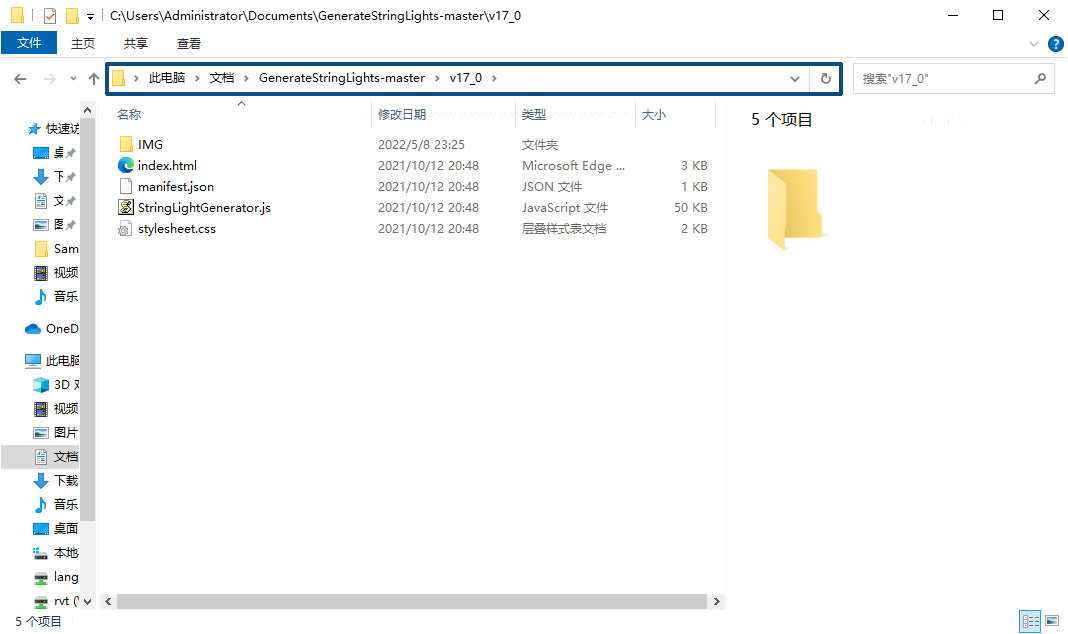 C:\Users\Administrator\Documents\GenerateStringLights-master\v17_0
文件 主页 共享 查看
此电脑 文档 GenerateStringLights-master v17_0
搜索"v17_0"
名称 修改日期 类型 大小
IMG 2022/5/8 23:25 文件夹
index.html 2021/10/12 20:48 Microsoft Edge ... 3 KB
manifest.json 2021/10/12 20:48 JSON 文件 1 KB
StringLightGenerator.js 2021/10/12 20:48 JavaScript 文件 50 KB
stylesheet.css 2021/10/12 20:48 层叠样式表文档 2 KB
5 个项目
快速访
桌
下
文
图
Sam
视频
音乐
OneD
此电脑
3D 对
视频
图片
文档
下载
音乐
桌面
本地
lang
rvt (
5 个项目